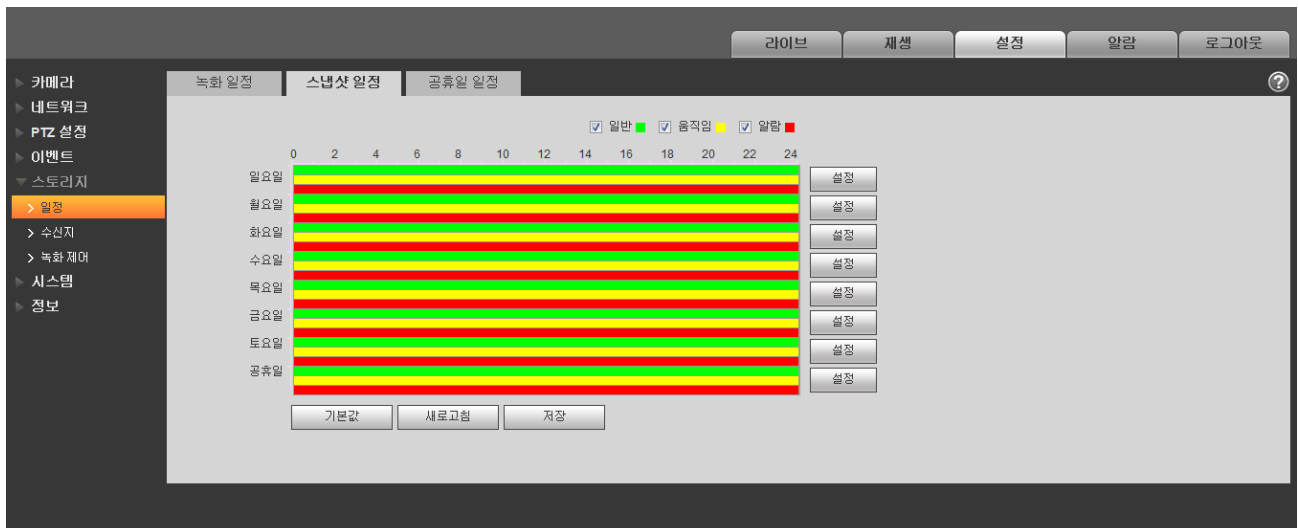 라이브 재생 설정 알람 로그아웃
카메라
네트워크
PTZ 설정
이벤트
스토리지
일정
수신지
녹화 제어
시스템
정보
녹화 일정 스냅샷 일정 공휴일 일정 ?
일반 움직임 알람
0 2 4 6 8 10 12 14 16 18 20 22 24
일요일 설정
월요일 설정
화요일 설정
수요일 설정
목요일 설정
금요일 설정
토요일 설정
공휴일 설정
기본값 새로고침 저장